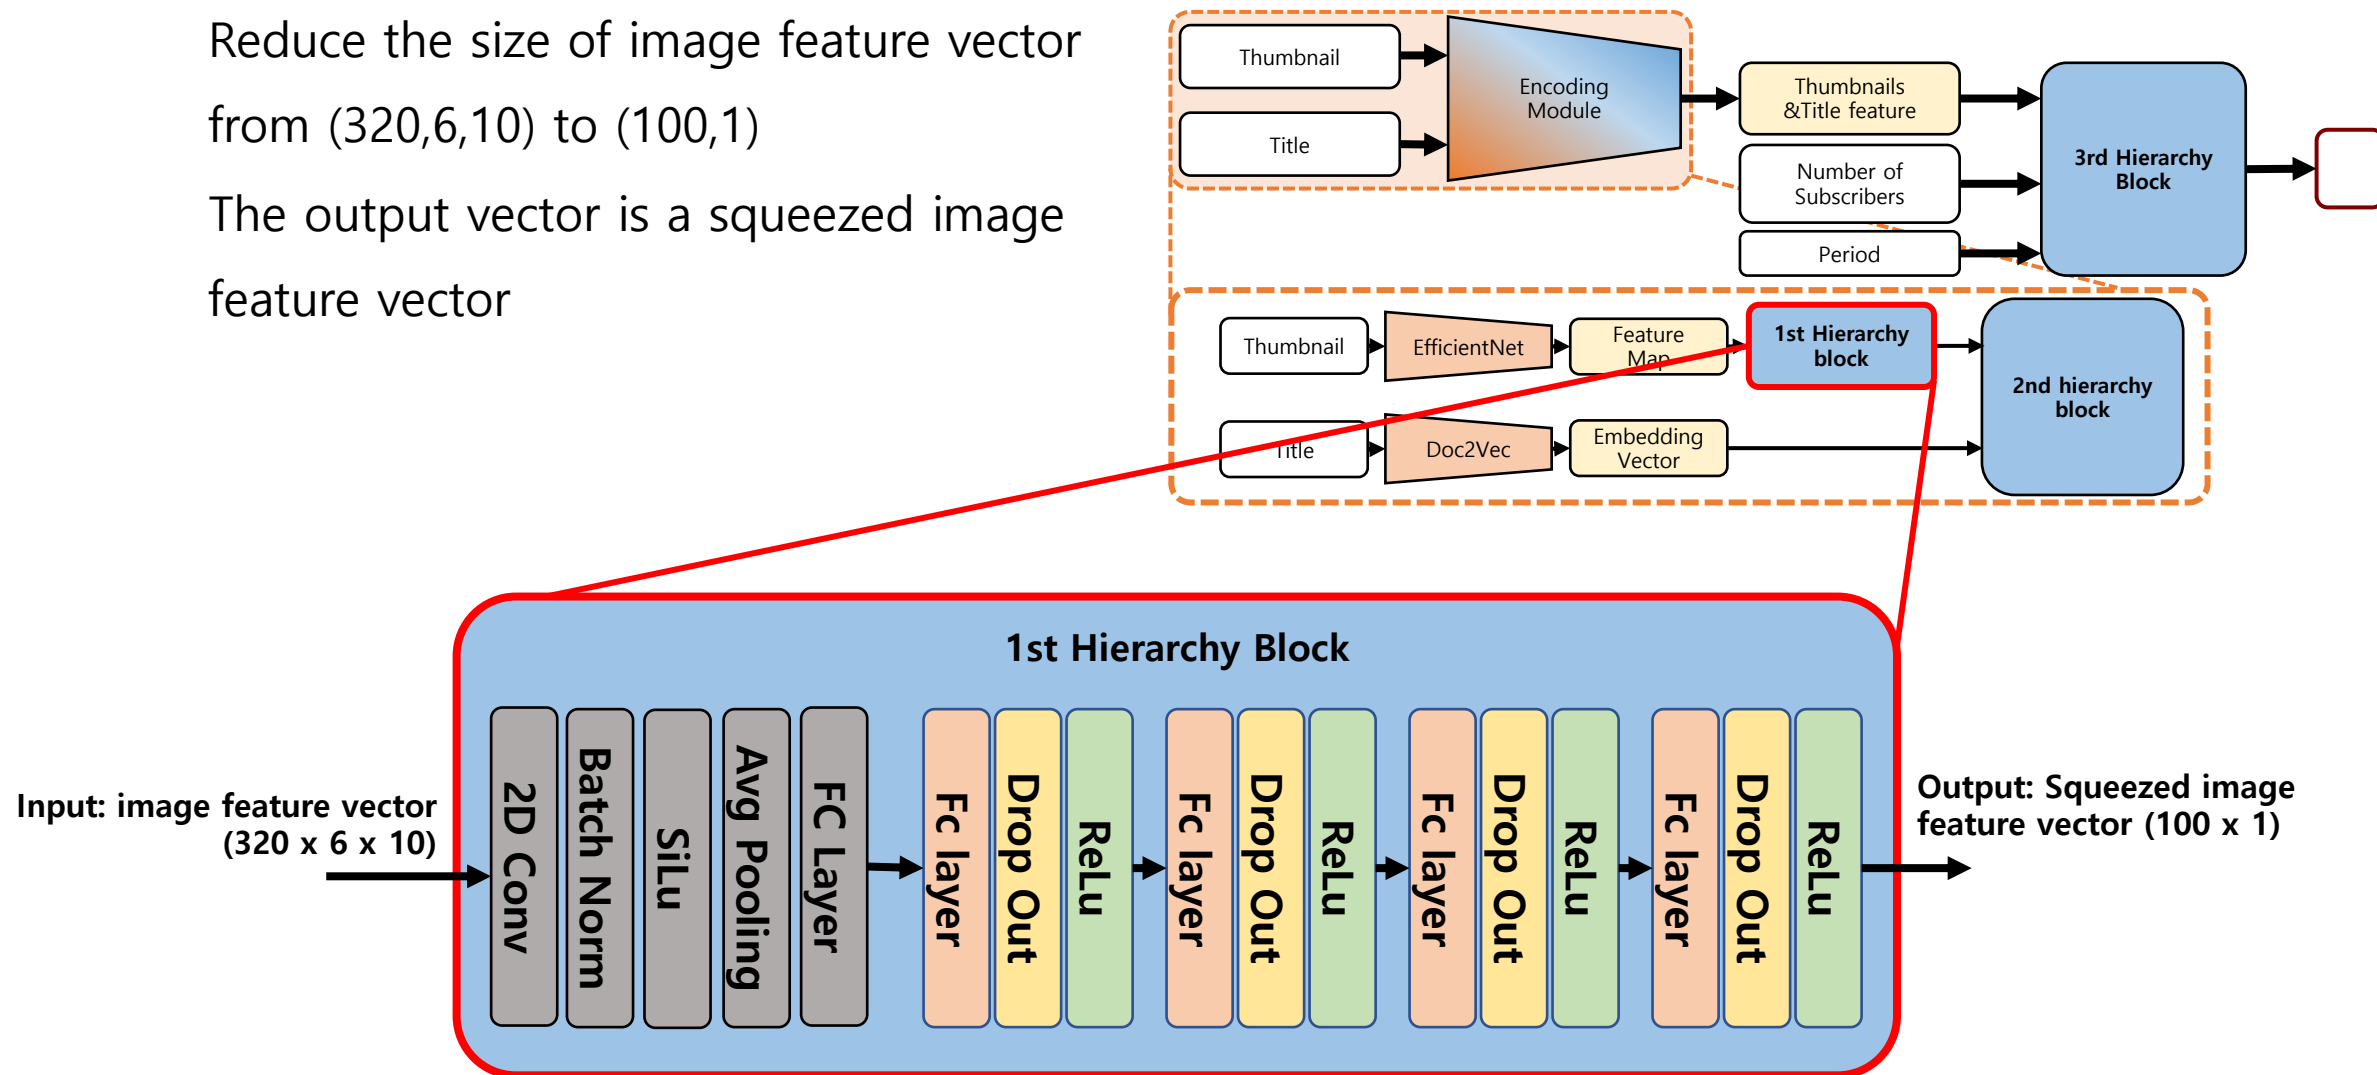 Reduce the size of image feature vector
from (320,6,10) to (100,1)
The output vector is a squeezed image
feature vector
Thumbnail
Title
Encoding
Module
Thumbnails
&Title feature
Number of
Subscribers
Period
3rd Hierarchy
Block
Thumbnail
EfficientNet
Feature
Map
1st Hierarchy
block
2nd hierarchy
block
Title
Doc2Vec
Embedding
Vector
1st Hierarchy Block
Input: image feature vector
(320 x 6 x 10)
2D Conv
Batch Norm
SiLu
Avg Pooling
FC Layer
Fc layer
Drop Out
ReLu
Fc layer
Drop Out
ReLu
Fc layer
Drop Out
ReLu
Fc layer
Drop Out
ReLu
Output: Squeezed image
feature vector (100 x 1)